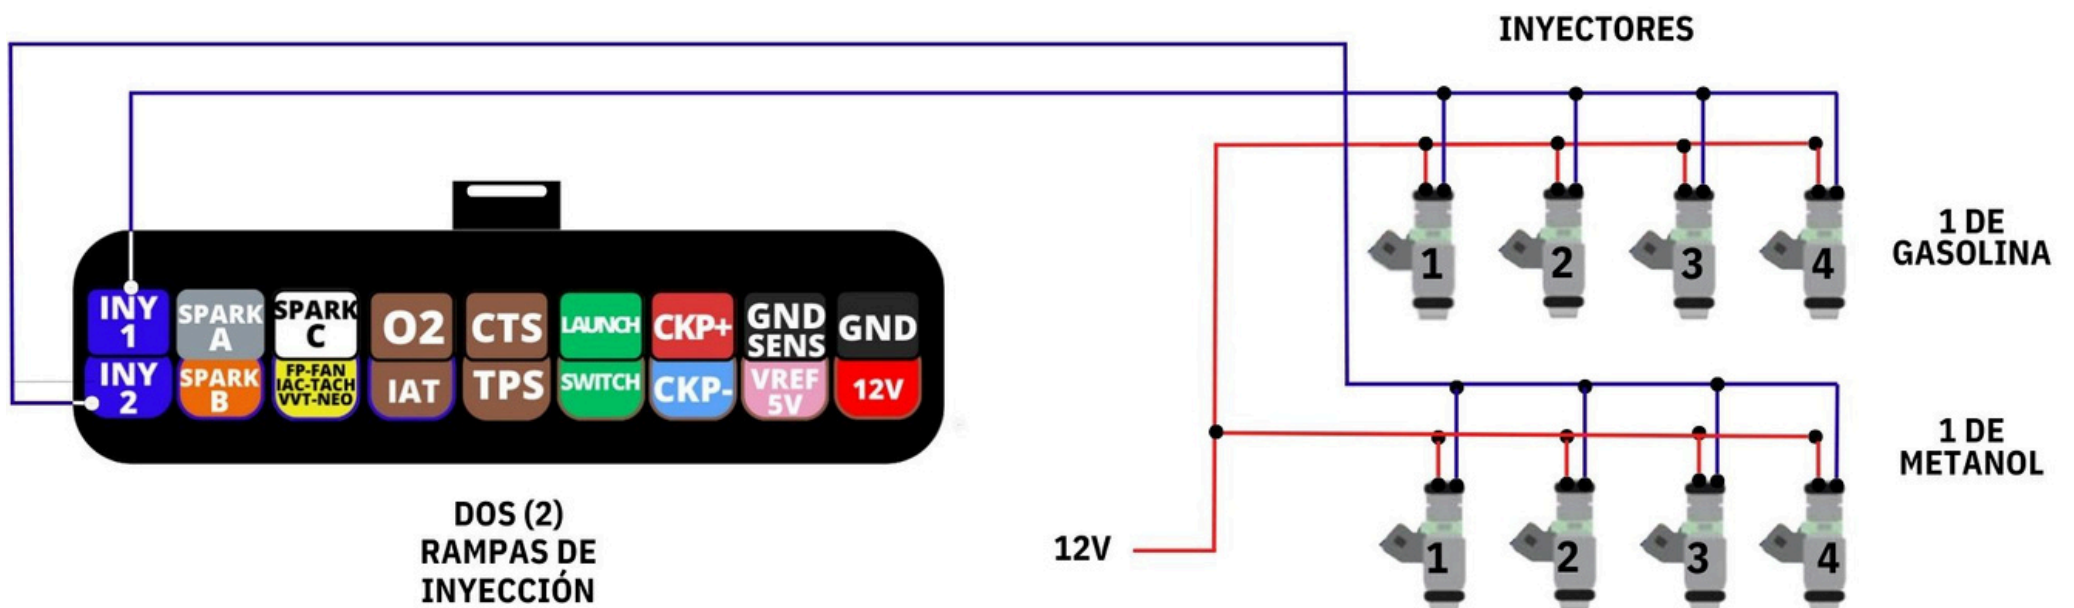 INYECTORES
1 DE
GASOLINA
INY
1
SPARK
A
SPARK
C
O2
CTS
LAUNCH
CKP+
GND
SENS
GND
INY
2
SPARK
B
FP-FAN
IAC-TACH
VVT-NEO
IAT
TPS
SWITCH
CKP-
VREF
5V
12V
1
2
3
4
1 DE
METANOL
DOS (2)
RAMPAS DE
INYECCIÓN
12V
1
2
3
4